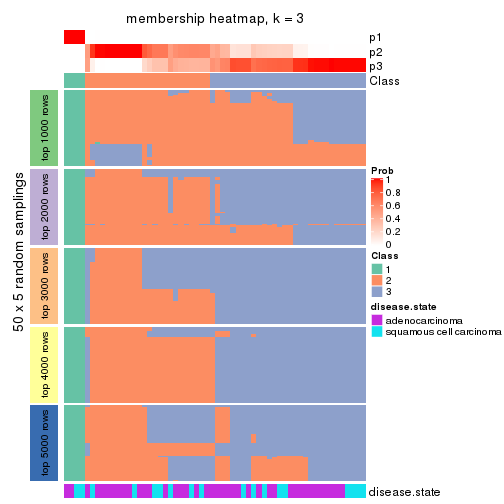 membership heatmap, k = 3
p1
p2
p3
Class
50 x 5 random samplings
top 1000 rows
top 2000 rows
top 3000 rows
top 4000 rows
top 5000 rows
Prob
1
0.8
0.6
0.4
0.2
0
Class
1
2
3
disease.state
adenocarcinoma
squamous cell carcinoma
disease.state